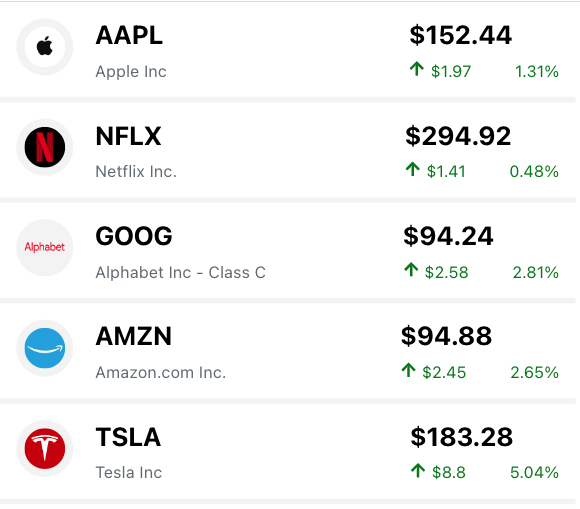 AAPL $152.44
Apple Inc ↑ $1.97 1.31%
NFLX $294.92
Netflix Inc. ↑ $1.41 0.48%
GOOG $94.24
Alphabet
Alphabet Inc - Class C ↑ $2.58 2.81%
AMZN $94.88
Amazon.com Inc. ↑ $2.45 2.65%
TSLA $183.28
Tesla Inc ↑ $8.8 5.04%